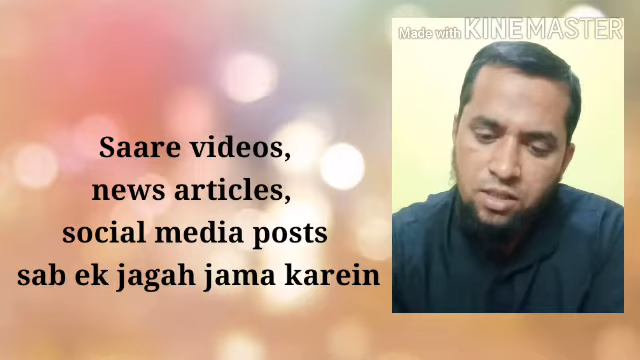 Made with KINEMASTER
Saare videos,
news articles,
social media posts
sab ek jagah jama karein